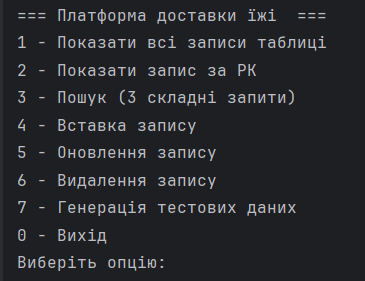 === Платформа доставки їжі  ===
1 - Показати всі записи таблиці
2 - Показати запис за РК
3 - Пошук (3 складні запити)
4 - Вставка запису
5 - Оновлення запису
6 - Видалення запису
7 - Генерація тестових даних
0 - Вихід
Виберіть опцію: